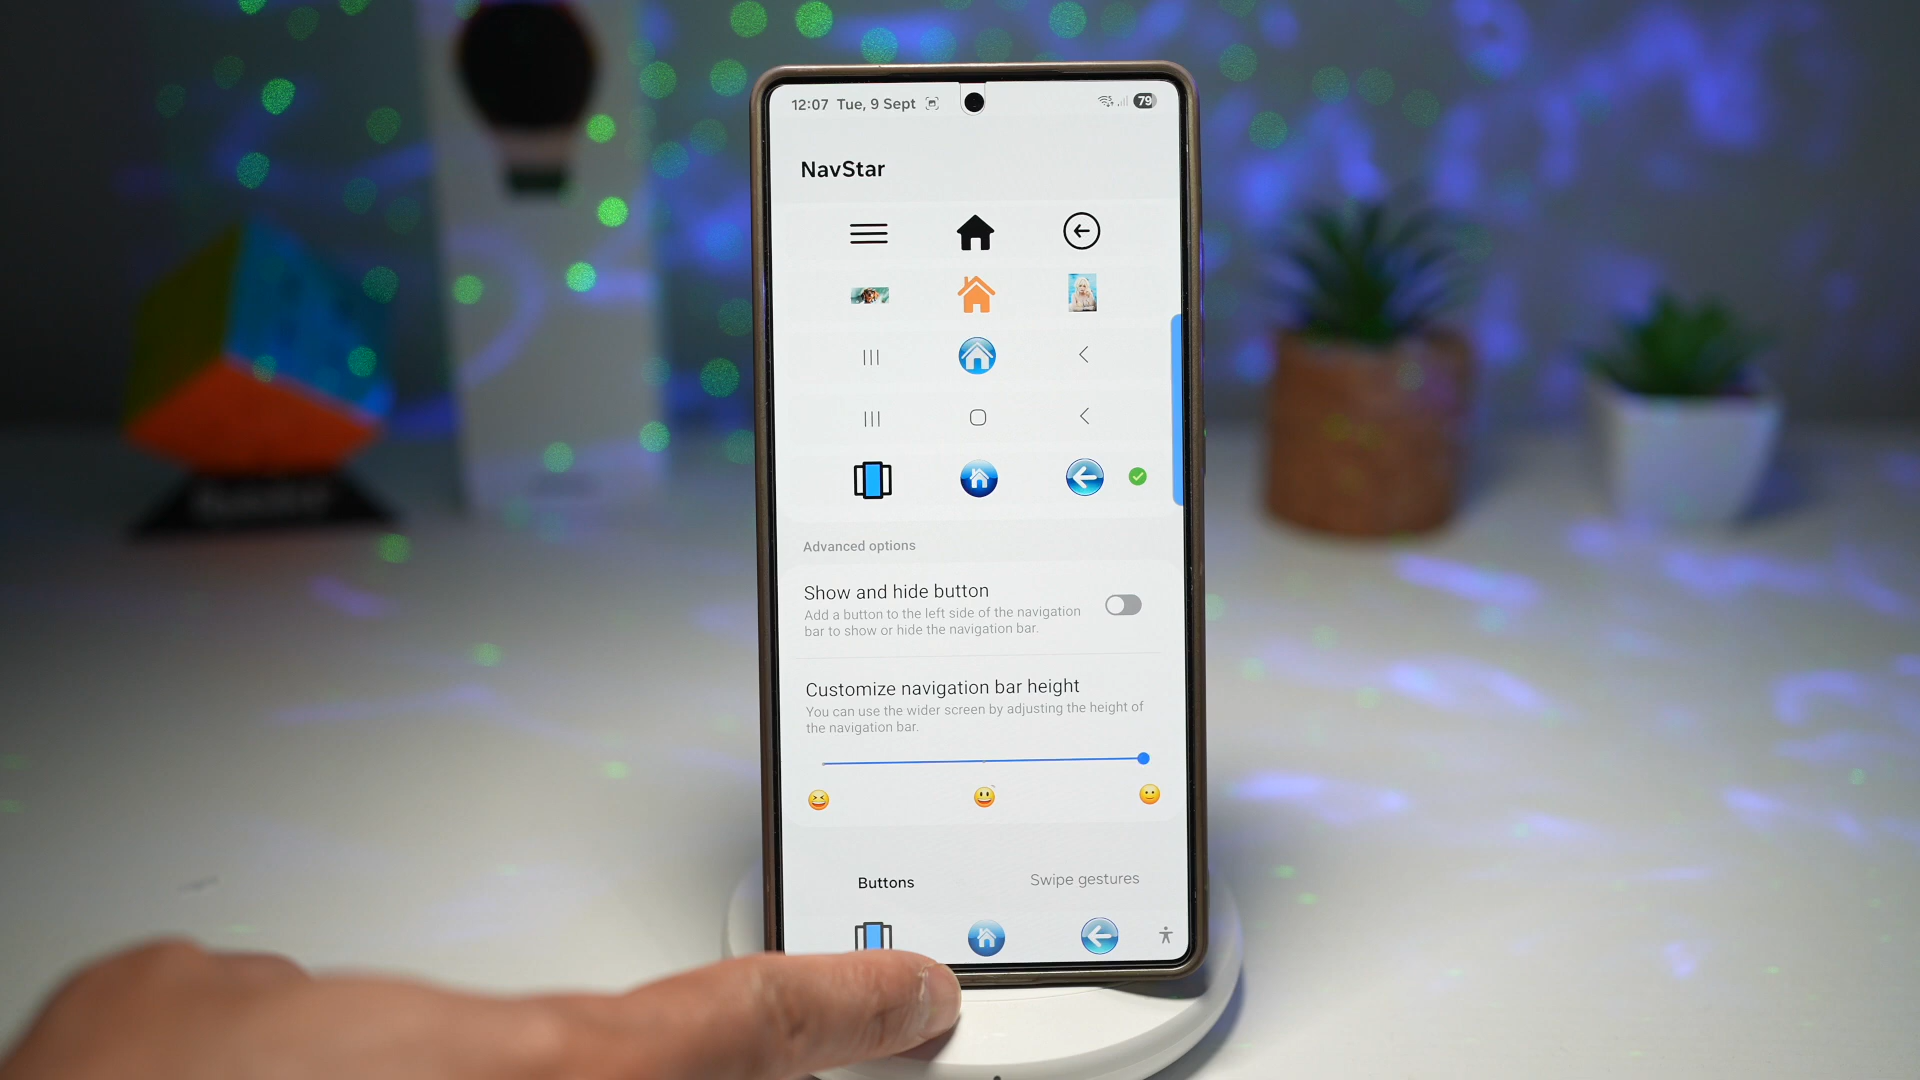 12:07 Tue, 9 Sept 79
NavStar
Advanced options
Show and hide button
Add a button to the left side of the navigation
bar to show or hide the navigation bar.
Customize navigation bar height
You can use the wider screen by adjusting the height of
the navigation bar.
Buttons Swipe gestures